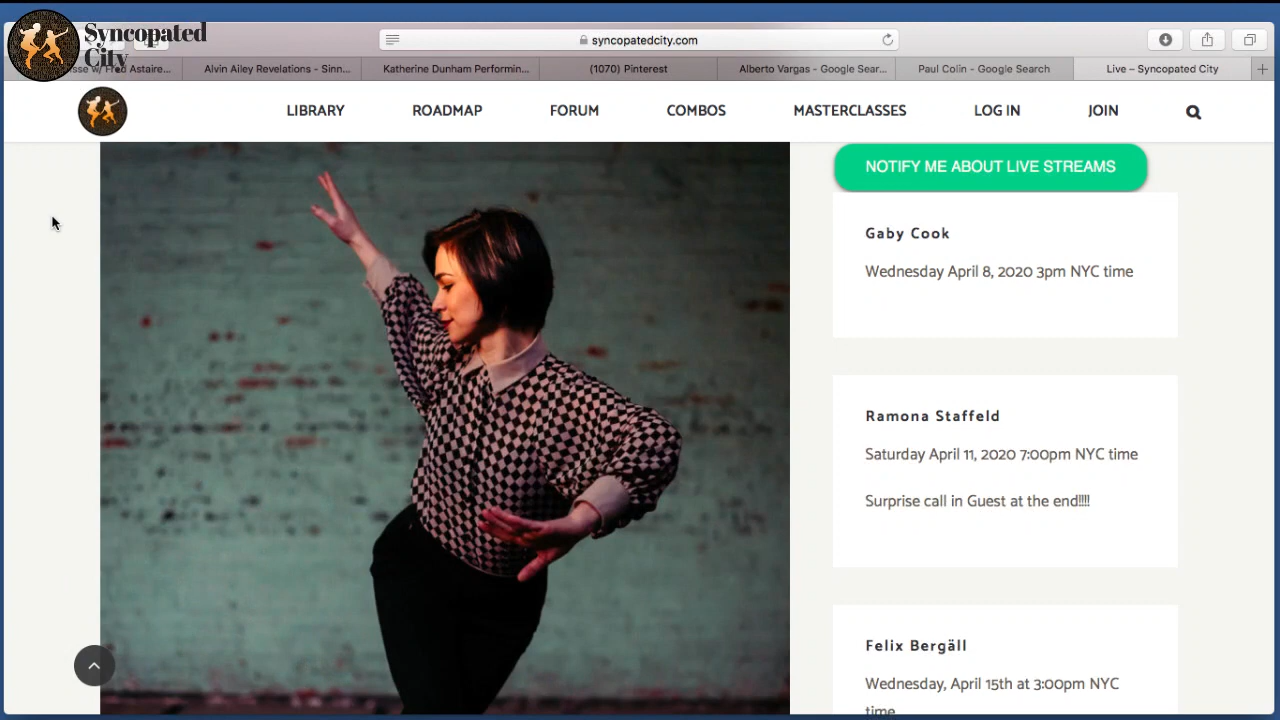 Syncopated
City
syncopatedcity.com
sse w/ Fred Astaire...
Alvin Ailey Revelations - Sinn...
Katherine Dunham Performin...
(1070) Pinterest
Alberto Vargas - Google Sear...
Paul Colin - Google Search
Live – Syncopated City
LIBRARY
ROADMAP
FORUM
COMBOS
MASTERCLASSES
LOG IN
JOIN
NOTIFY ME ABOUT LIVE STREAMS
Gaby Cook
Wednesday April 8, 2020 3pm NYC time
Ramona Staffeld
Saturday April 11, 2020 7:00pm NYC time
Surprise call in Guest at the end!!!!
Felix Bergäll
Wednesday, April 15th at 3:00pm NYC
time